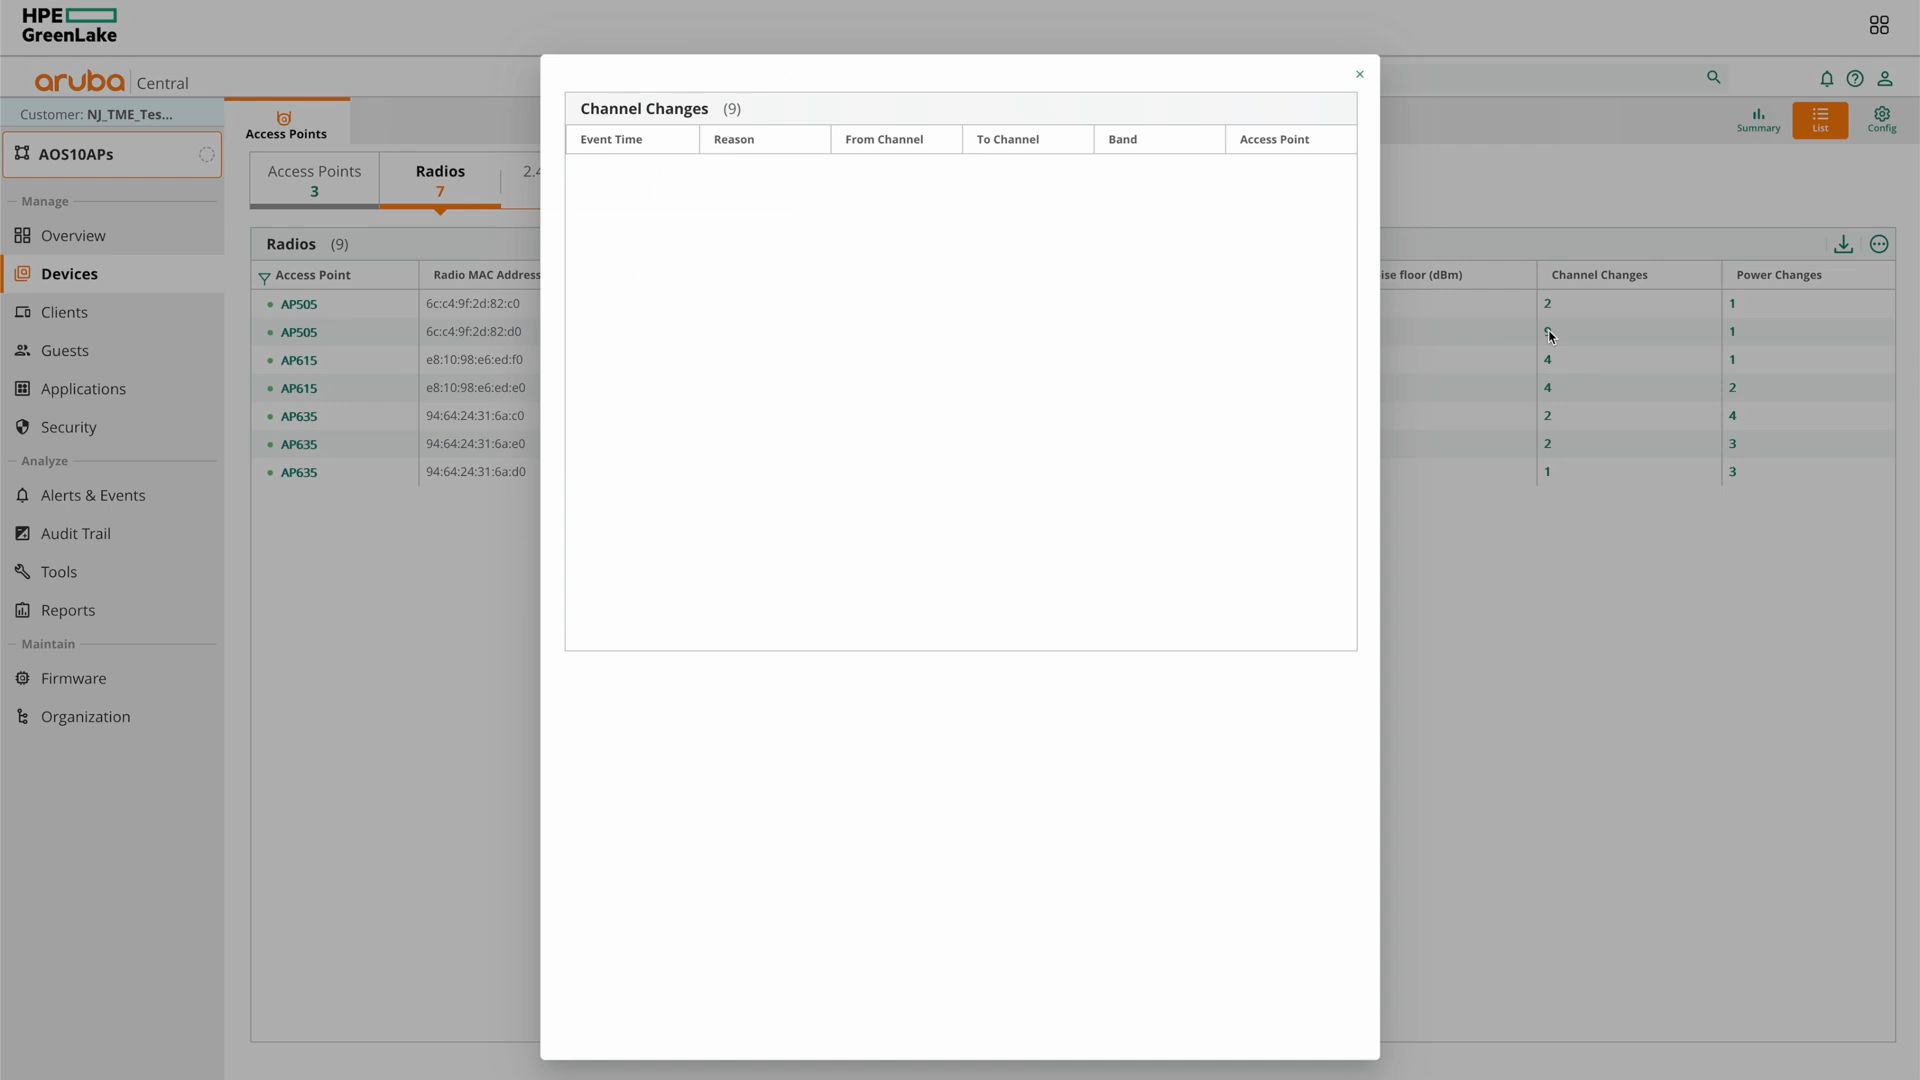 HPE
GreenLake
aruba Central
Customer: NJ_TME_Tes...
AOS10APs
Manage
Overview
Devices
Clients
Guests
Applications
Security
Analyze
Alerts & Events
Audit Trail
Tools
Reports
Maintain
Firmware
Organization
Access Points
Summary
List
Config
Access Points
3
Radios
7
2.4
Radios (9)
Access Point Radio MAC Address
AP505 6c:c4:9f:2d:82:c0
AP505 6c:c4:9f:2d:82:d0
AP615 e8:10:98:e6:ed:f0
AP615 e8:10:98:e6:ed:e0
AP635 94:64:24:31:6a:c0
AP635 94:64:24:31:6a:e0
AP635 94:64:24:31:6a:d0
Channel Changes (9)
Event Time Reason From Channel To Channel Band Access Point
floor (dBm) Channel Changes Power Changes
2 1
1
4 1
4 2
2 4
2 3
1 3